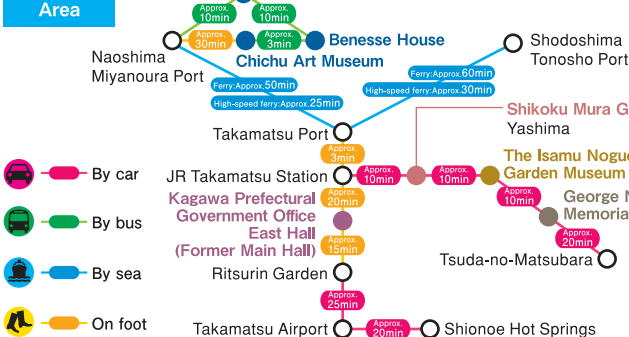 Area
Approx.
10min
Approx.
10min
Approx.
30min
Approx.
3min
Benesse House
Chichu Art Museum
Naoshima
Miyanoura Port
Shodoshima
Tonosho Port
Ferry:Approx.50min
High-speed ferry:Approx.25min
Ferry:Approx.60min
High-speed ferry:Approx.30min
Takamatsu Port
Approx.
3min
Shikoku Mura G
Yashima
JR Takamatsu Station
Approx.
10min
Approx.
10min
The Isamu Nogu
Garden Museum
Approx.
20min
Kagawa Prefectural
Government Office
East Hall
(Former Main Hall)
Approx.
15min
Approx.
10min
George N
Memoria
Approx.
20min
Tsuda-no-Matsubara
Ritsurin Garden
Approx.
25min
Takamatsu Airport
Approx.
20min
Shionoe Hot Springs
By car
By bus
By sea
On foot